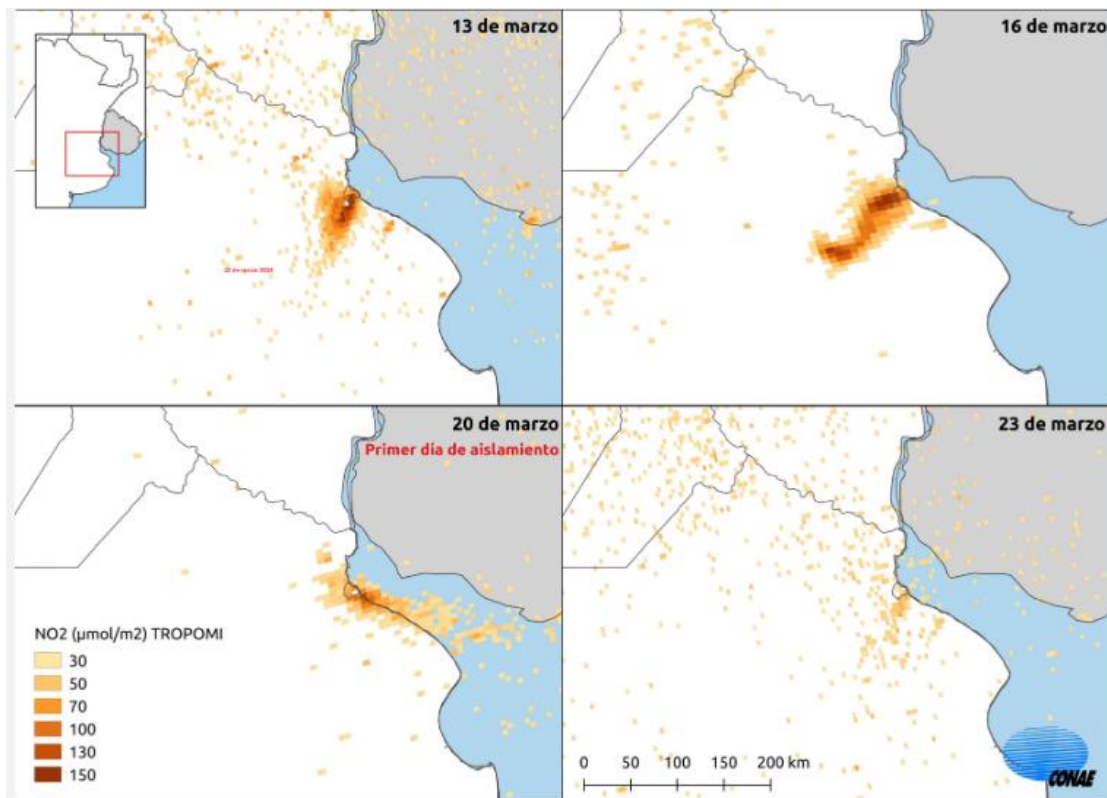 13 de marzo
16 de marzo
20 de marzo
Primer día de aislamiento
23 de marzo
NO2 (µmol/m2) TROPOMI
30
50
70
100
130
150
0 50 100 150 200 km
CONAE